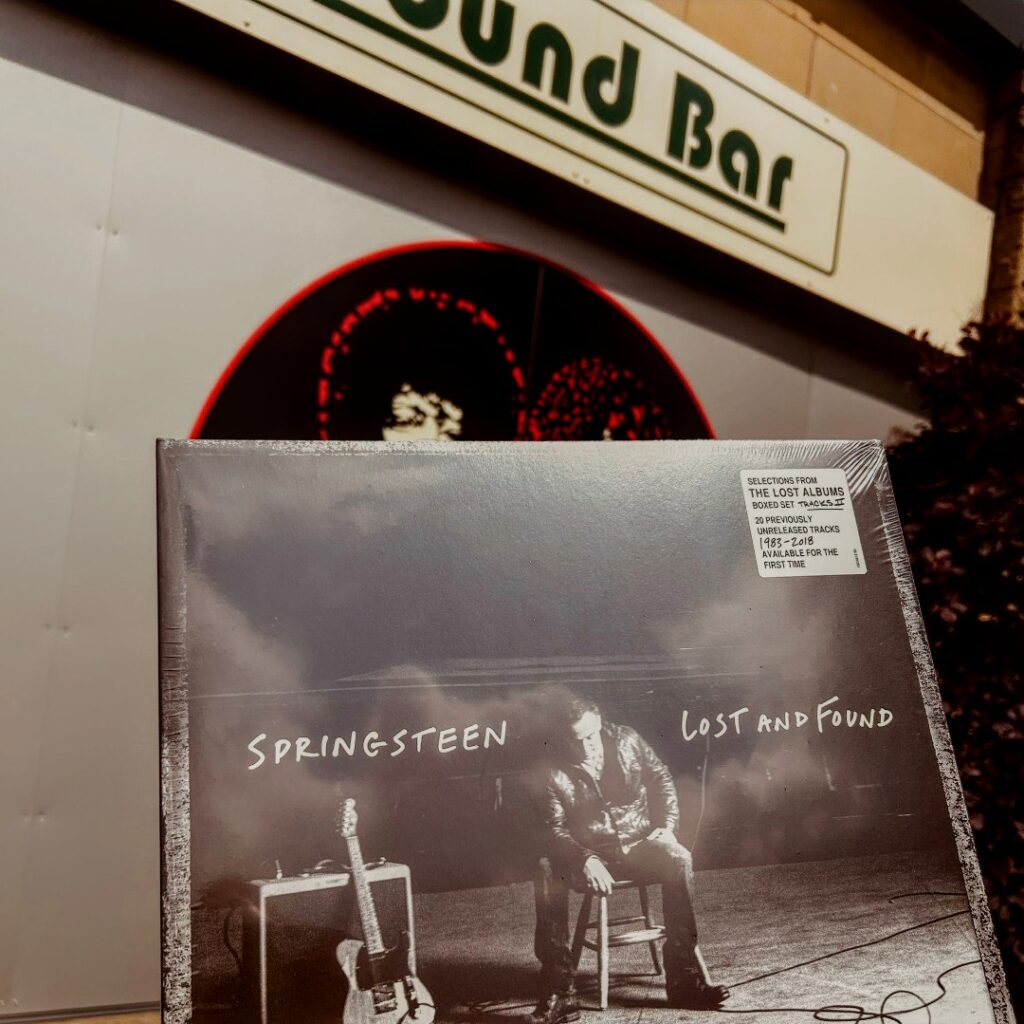 ound Bar
SELECTIONS FROM
THE LOST ALBUMS
BOXED SET TRACKS II
20 PREVIOUSLY
UNRELEASED TRACKS
1983-2018
AVAILABLE FOR THE
FIRST TIME
SPRINGSTEEN
LOST AND FOUND